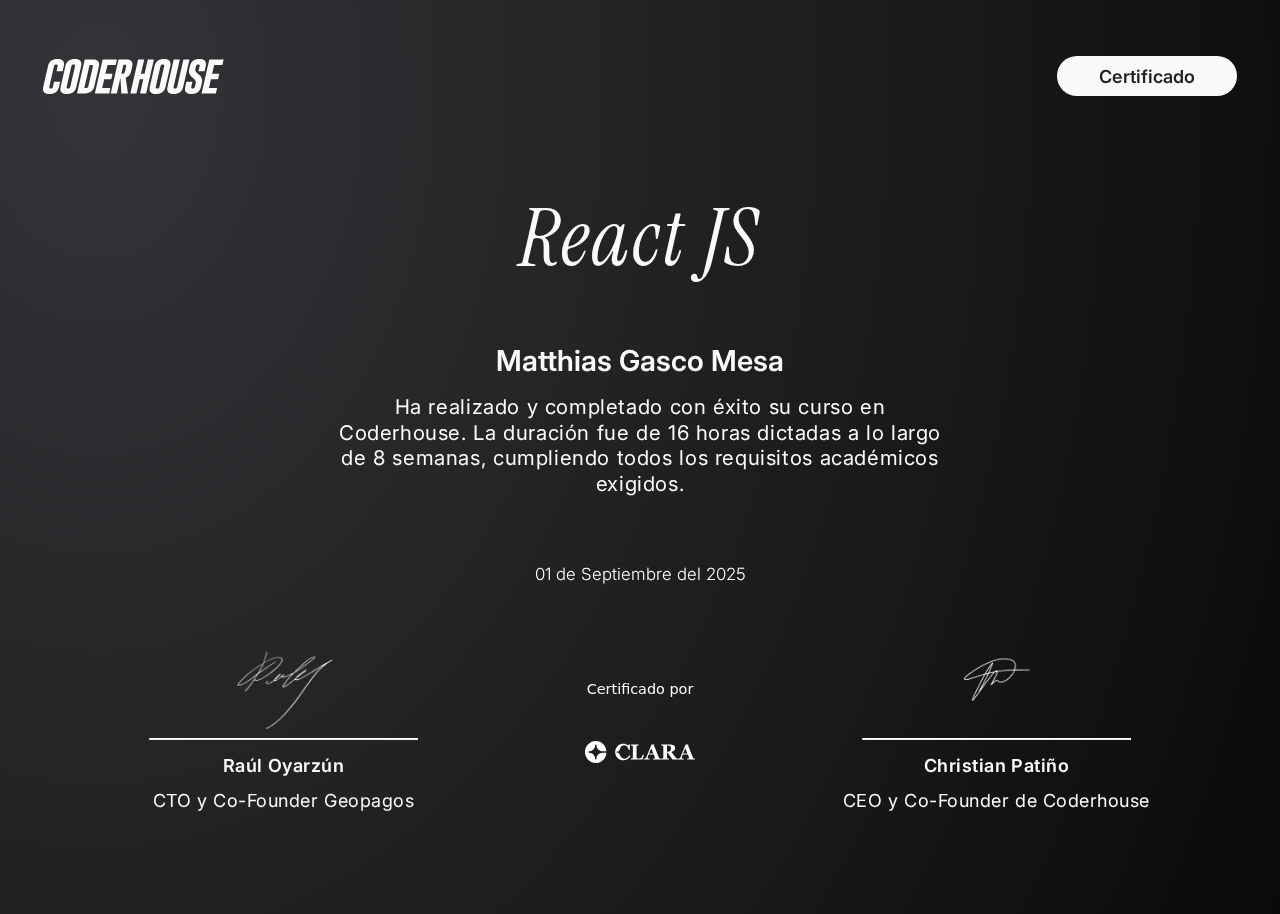 CODERHOUSE
Certificado
React JS
Matthias Gasco Mesa
Ha realizado y completado con éxito su curso en
Coderhouse. La duración fue de 16 horas dictadas a lo largo
de 8 semanas, cumpliendo todos los requisitos académicos
exigidos.
01 de Septiembre del 2025
Certificado por
CLARA
Raúl Oyarzún
CTO y Co-Founder Geopagos
Christian Patiño
CEO y Co-Founder de Coderhouse